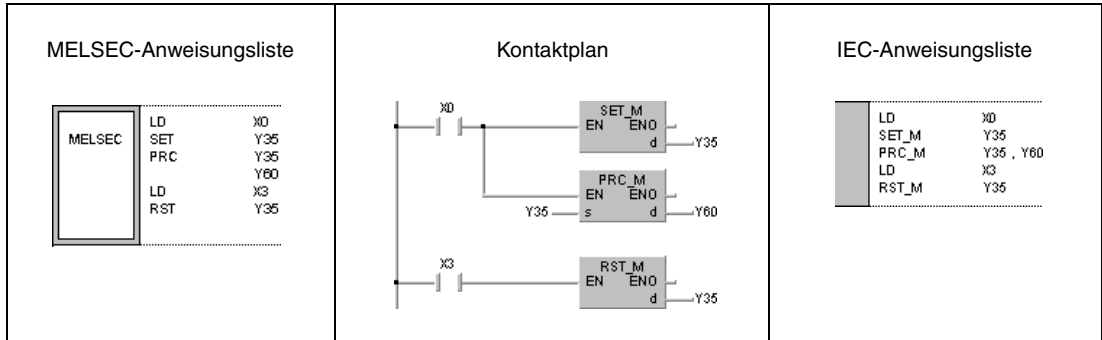 MELSEC-Anweisungsliste
MELSEC
LD X0
SET Y35
PRC Y35
Y60
LD X3
RST Y35
Kontaktplan
X0
SET_M
EN ENO
d Y35
PRC_M
EN ENO
Y35 s d Y60
X3
RST_M
EN ENO
d Y35
IEC-Anweisungsliste
LD X0
SET_M Y35
PRC_M Y35 , Y60
LD X3
RST_M Y35